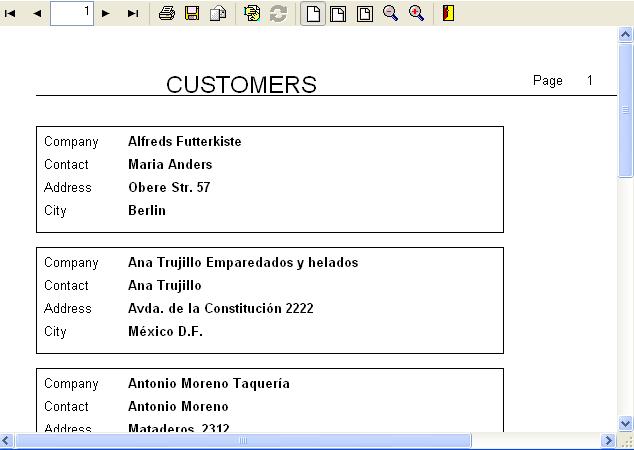 1
CUSTOMERS
Page 1
Company Alfreds Futterkiste
Contact Maria Anders
Address Obere Str. 57
City Berlin
Company Ana Trujillo Emparedados y helados
Contact Ana Trujillo
Address Avda. de la Constitución 2222
City México D.F.
Company Antonio Moreno Taquería
Contact Antonio Moreno
Address Mataderos 2312